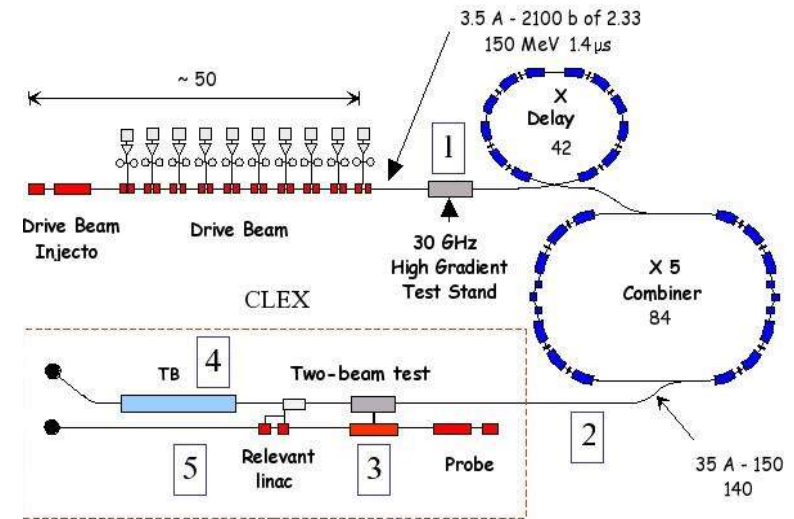 3.5 A - 2100 b of 2.33
150 MeV 1.4 μs
~ 50
X
Delay
42
1
Drive Beam
Injecto
Drive Beam
30 GHz
High Gradient
Test Stand
X 5
Combiner
84
CLEX
4
TB
Two-beam test
2
5
Relevant
linac
3
Probe
35 A - 150
140